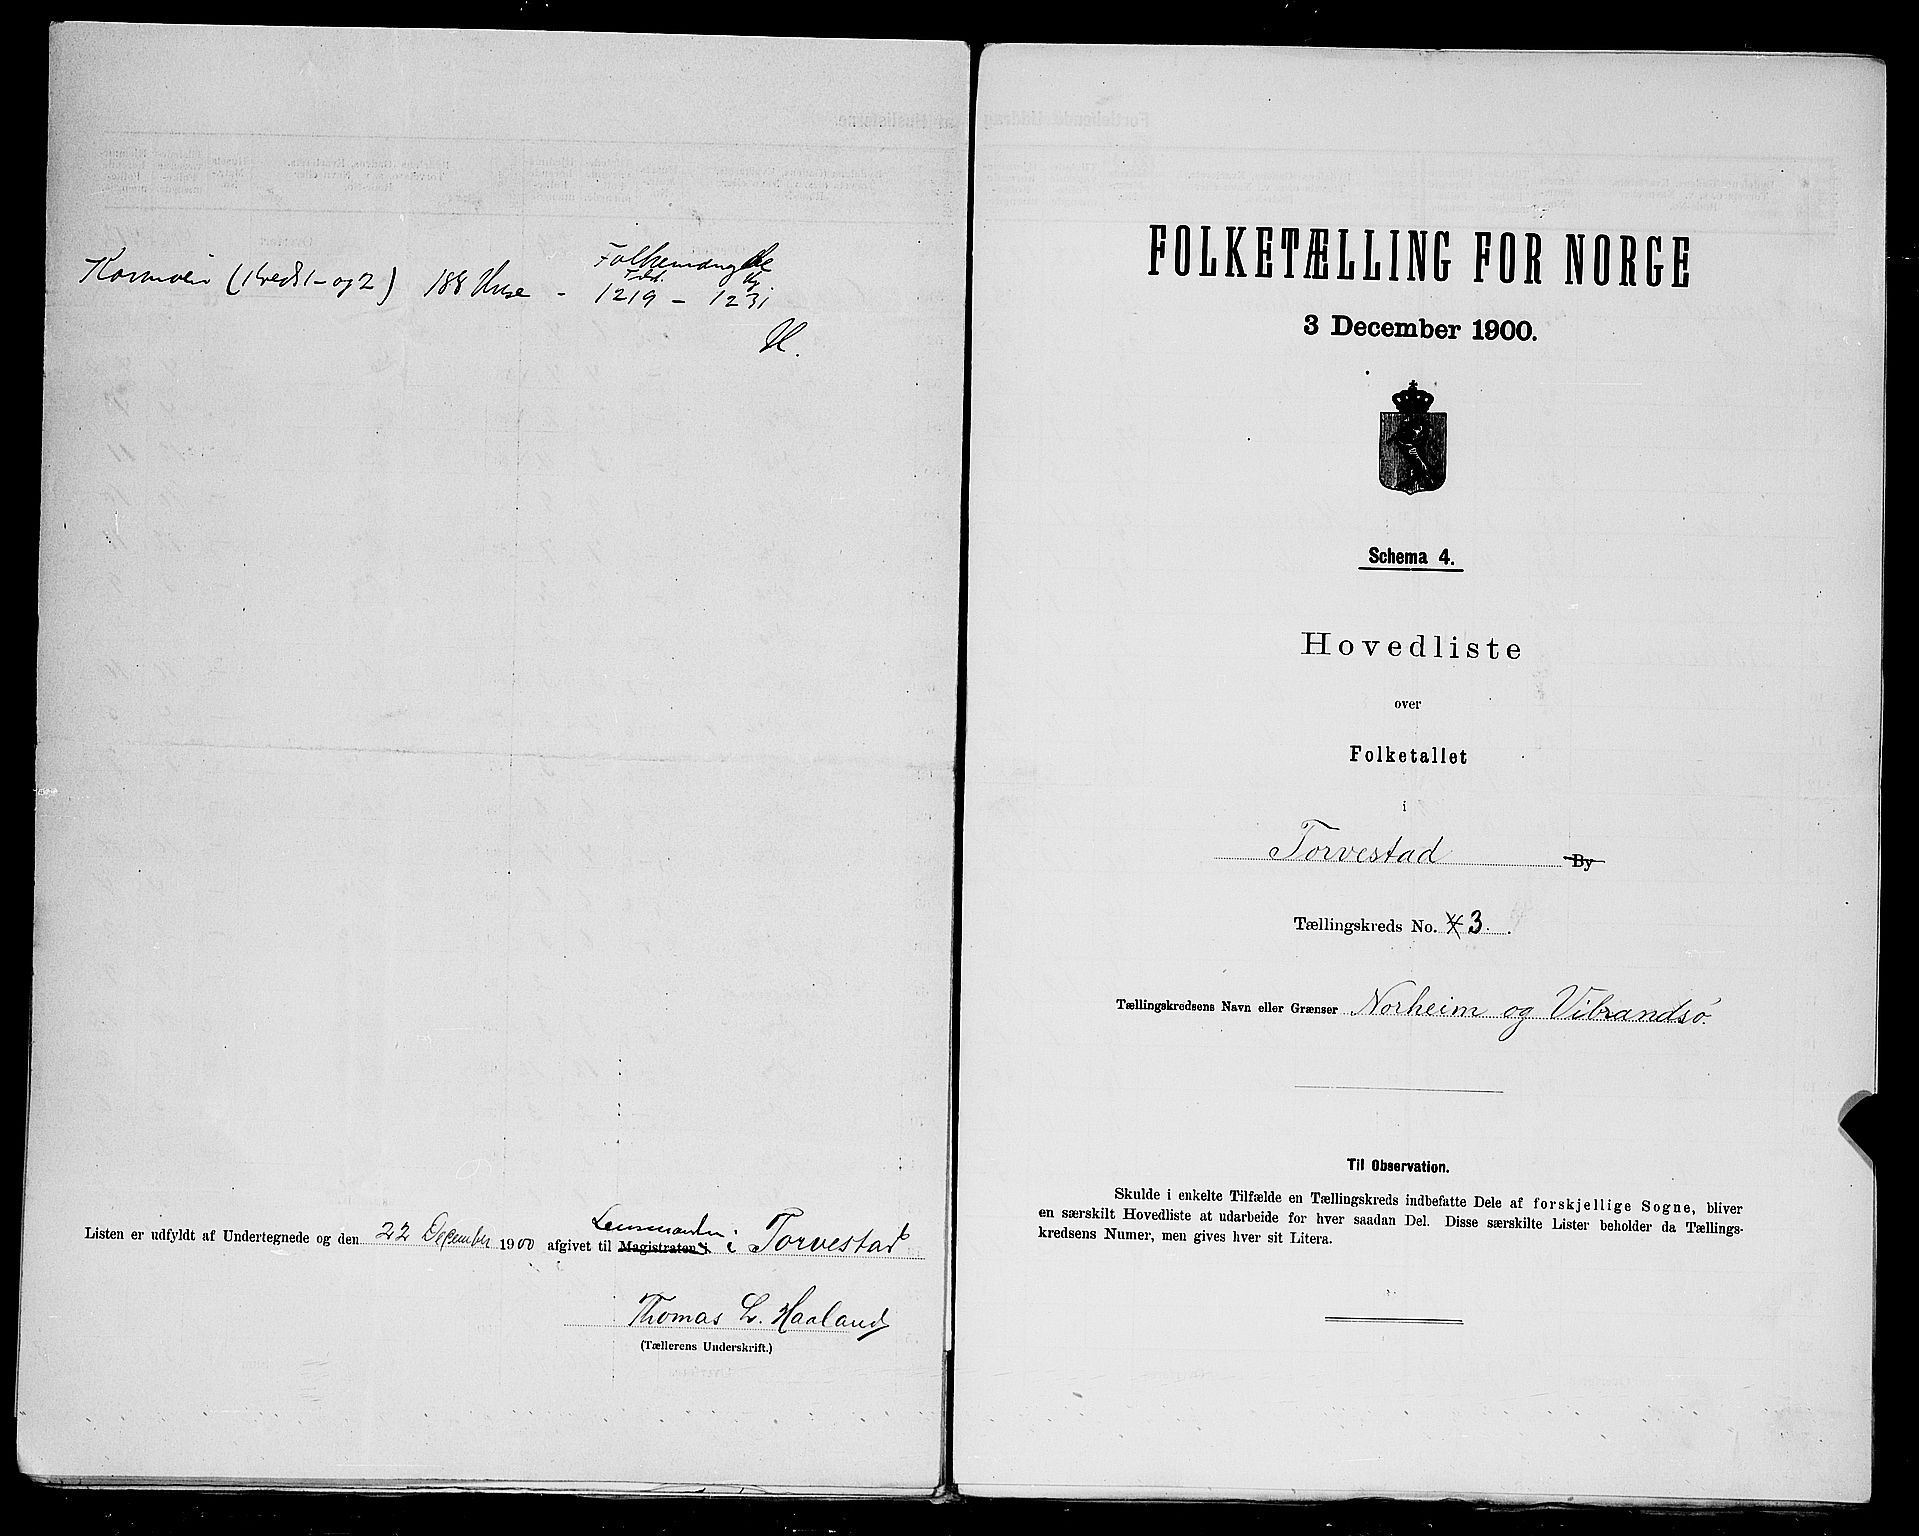 Folkemængde
Tilst. Hj.
Karmøen (Kreds 1 og 2) 188 Huse - 1219 - 1231
H.
Listen er udfyldt af Undertegnede og den 22 December 1900 afgivet til Magistraten i Lensmanden i Torvestad
Thomas L. Haaland
(Tællerens Underskrift.)
FOLKETÆLLING FOR NORGE
3 December 1900.
Schema 4.
Hovedliste
over
Folketallet
i
Torvestad By
Tællingskreds No. 4 3.
Tællingskredsens Navn eller Grænser Norheim og Vibrandsø.
Til Observation.
Skulde i enkelte Tilfælde en Tællingskreds indbefatte Dele af forskjellige Sogne, bliver
en særskilt Hovedliste at udarbeide for hver saadan Del. Disse særskilte Lister beholder da Tællings-
kredsens Numer, men gives hver sit Litera.